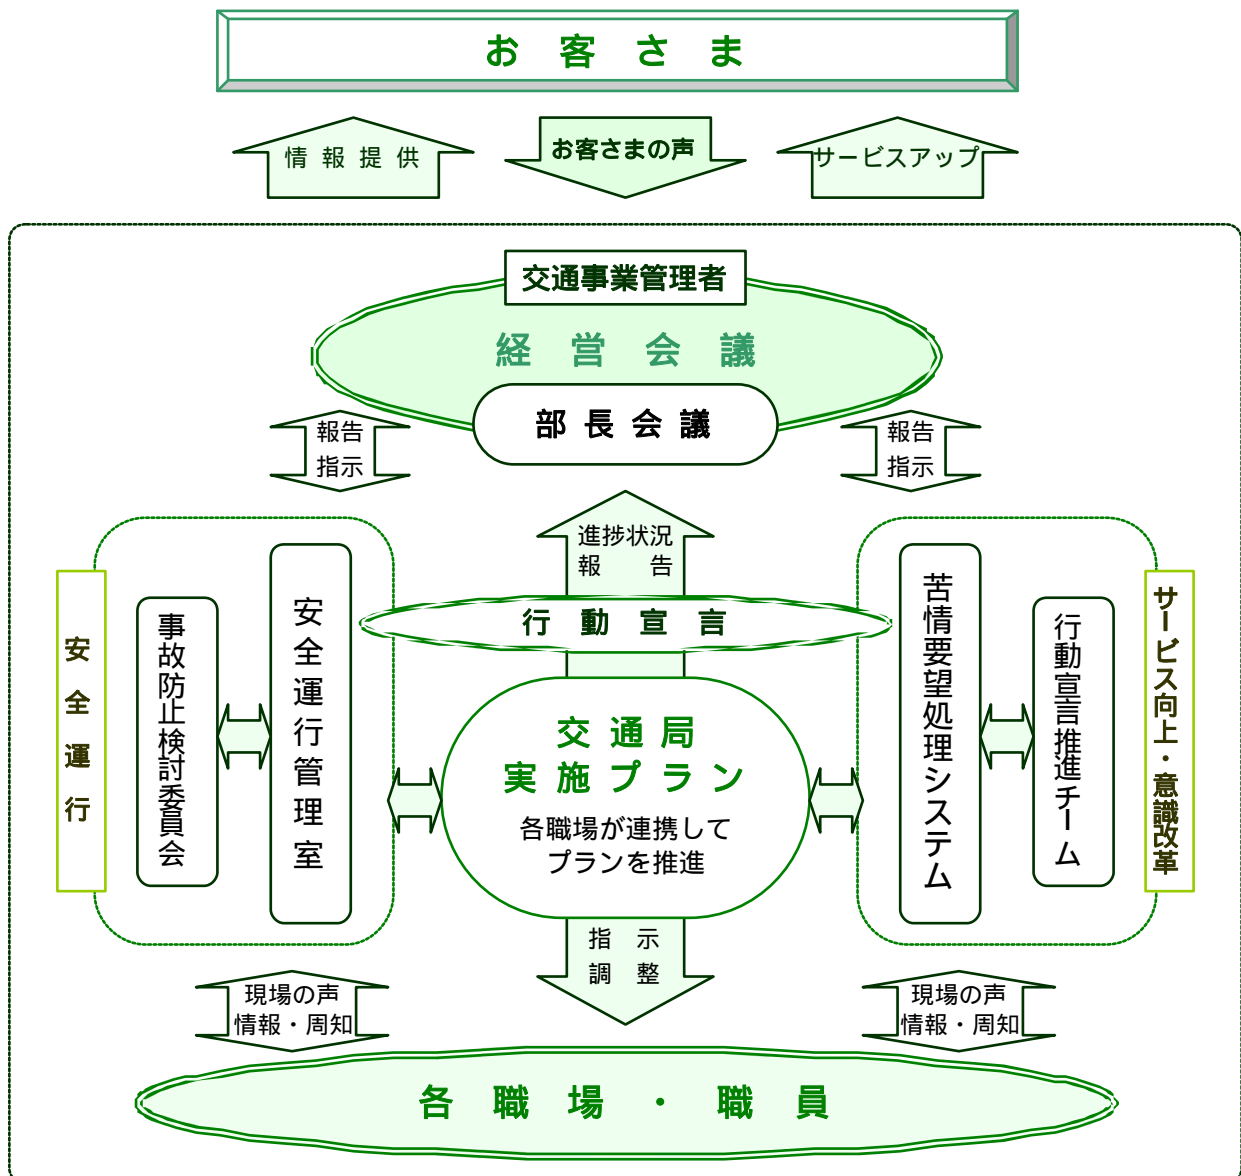 お客さま
情報提供
お客さまの声
サービスアップ
交通事業管理者
経営会議
部長会議
報告
指示
報告
指示
進捗状況
報告
行動宣言
安全運行
事故防止検討委員会
安全運行管理室
交通局
実施プラン
各職場が連携して
プランを推進
苦情要望処理システム
行動宣言推進チーム
サービス向上・意識改革
指示
調整
現場の声
情報・周知
現場の声
情報・周知
各職場・職員